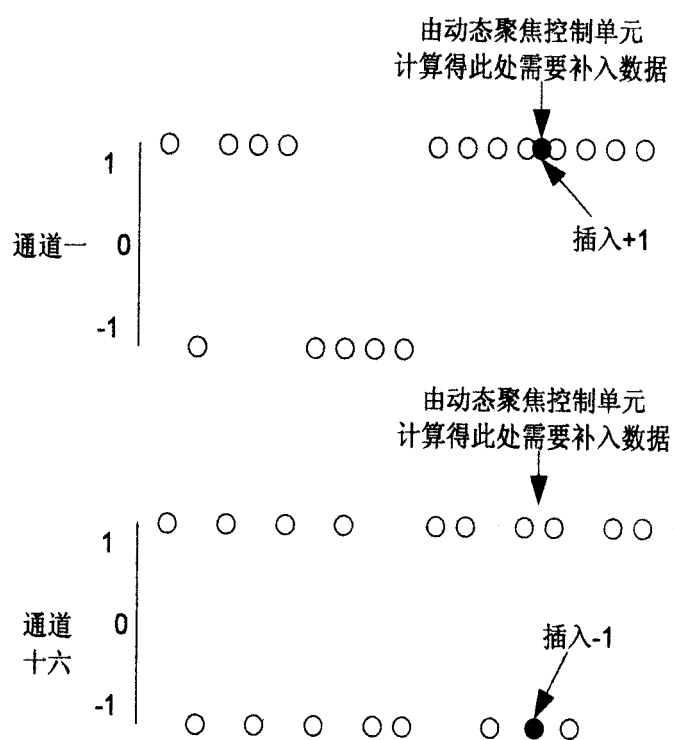 由动态聚焦控制单元
计算得此处需要补入数据
1
通道一
0
插入+1
-1
由动态聚焦控制单元
计算得此处需要补入数据
1
通道
十六
0
插入-1
-1